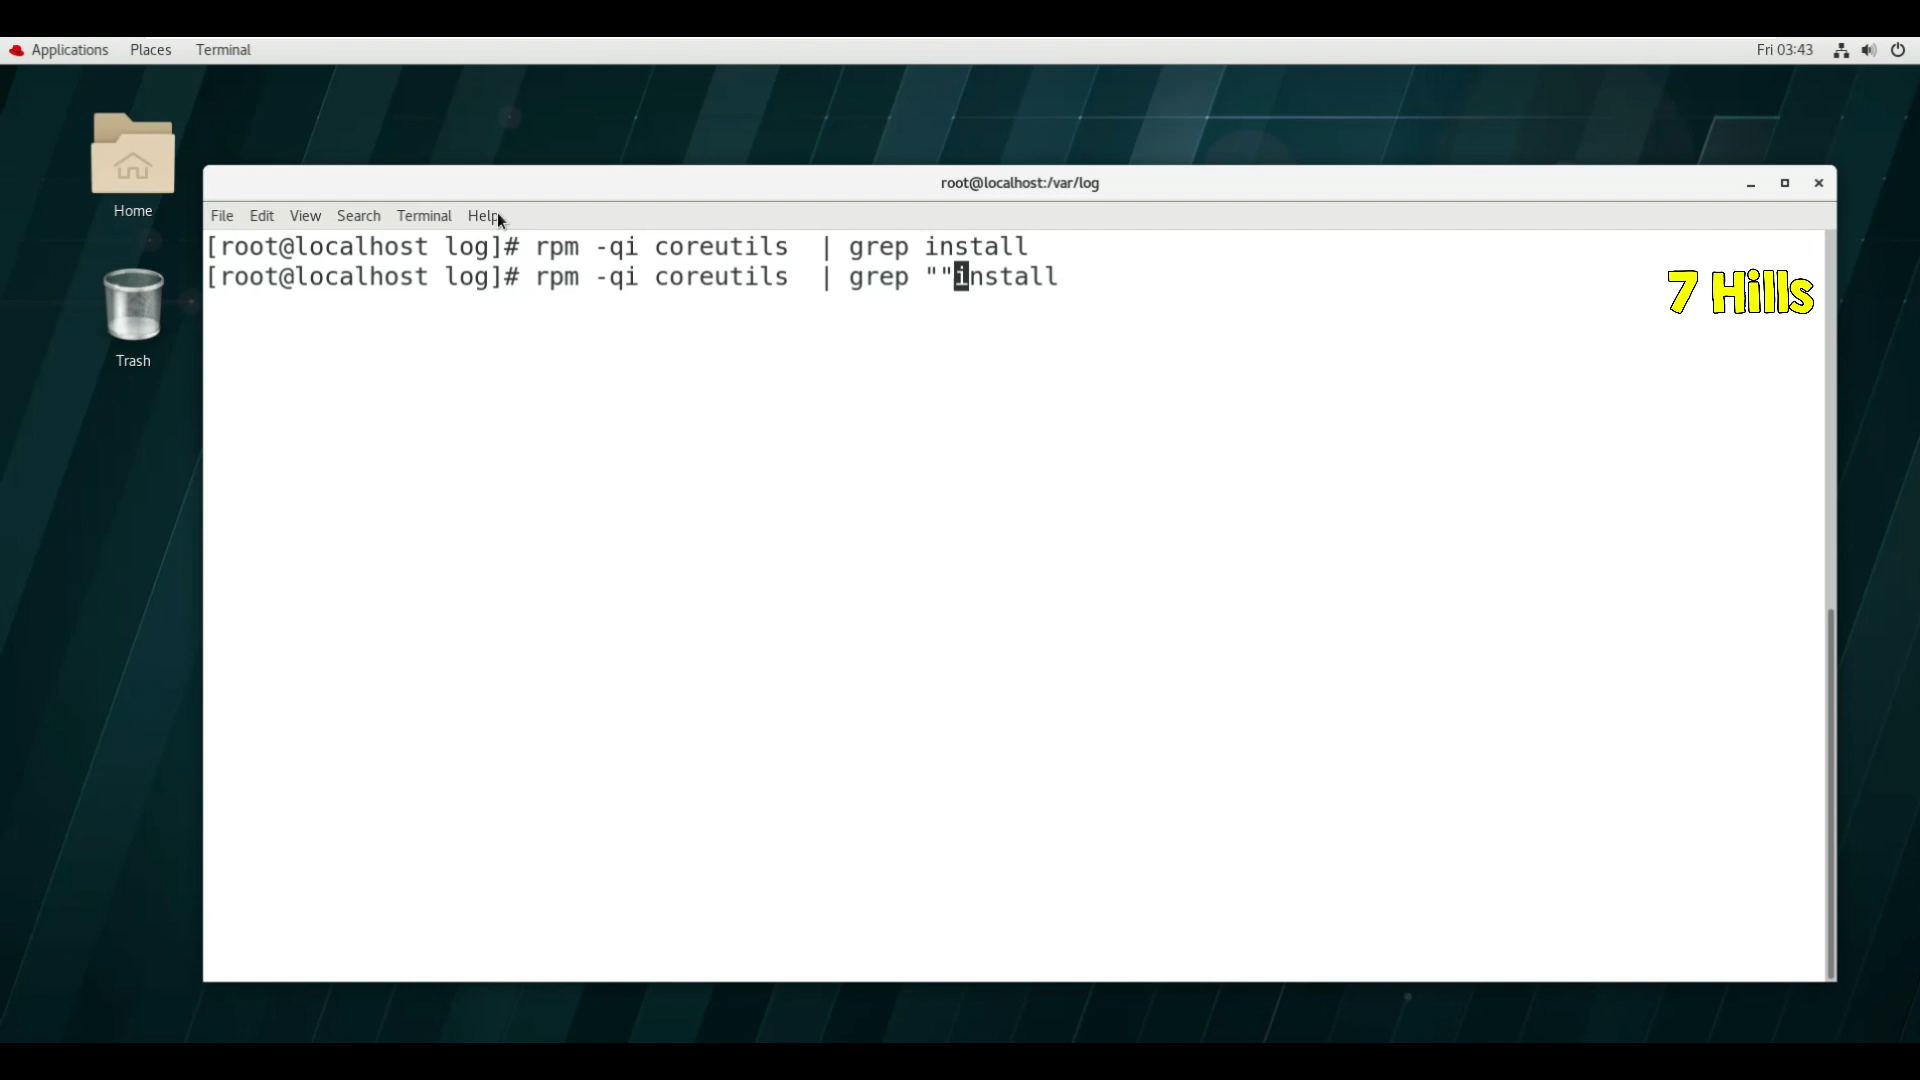 Applications Places Terminal
Fri 03:43
Home
Trash
root@localhost:/var/log
File Edit View Search Terminal Help
[root@localhost log]# rpm -qi coreutils  | grep install
[root@localhost log]# rpm -qi coreutils  | grep ""install
7 Hills